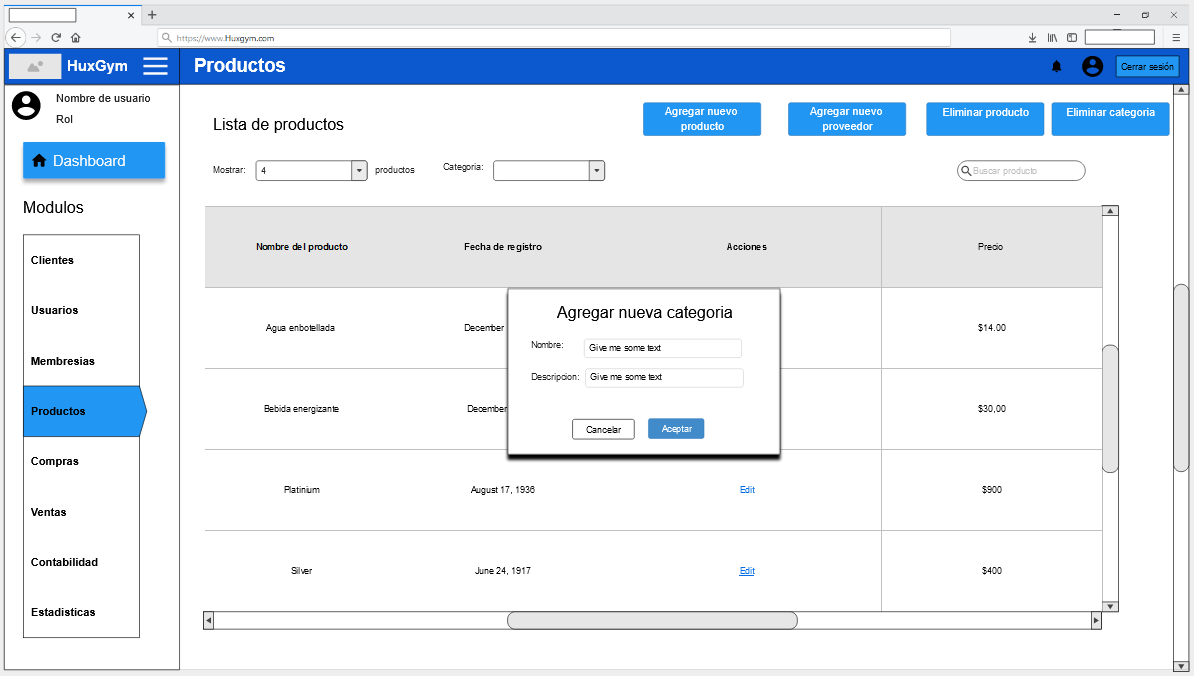 https://www.Huxgym.com
HuxGym
Productos
Cerrar sesión
Nombre de usuario
Rol
Dashboard
Modulos
Clientes
Usuarios
Membresias
Productos
Compras
Ventas
Contabilidad
Estadisticas
Lista de productos
Agregar nuevo
producto
Agregar nuevo
proveedor
Eliminar producto
Eliminar categoria
Mostrar: 4 productos
Categoria:
Buscar producto
Nombre del producto Fecha de registro Acciones Precio
Agua enbotellada December $14.00
Bebida energizante December $30,00
Platinium August 17, 1936 Edit $900
Silver June 24, 1917 Edit $400
Agregar nueva categoria
Nombre: Give me some text
Descripcion: Give me some text
Cancelar Aceptar